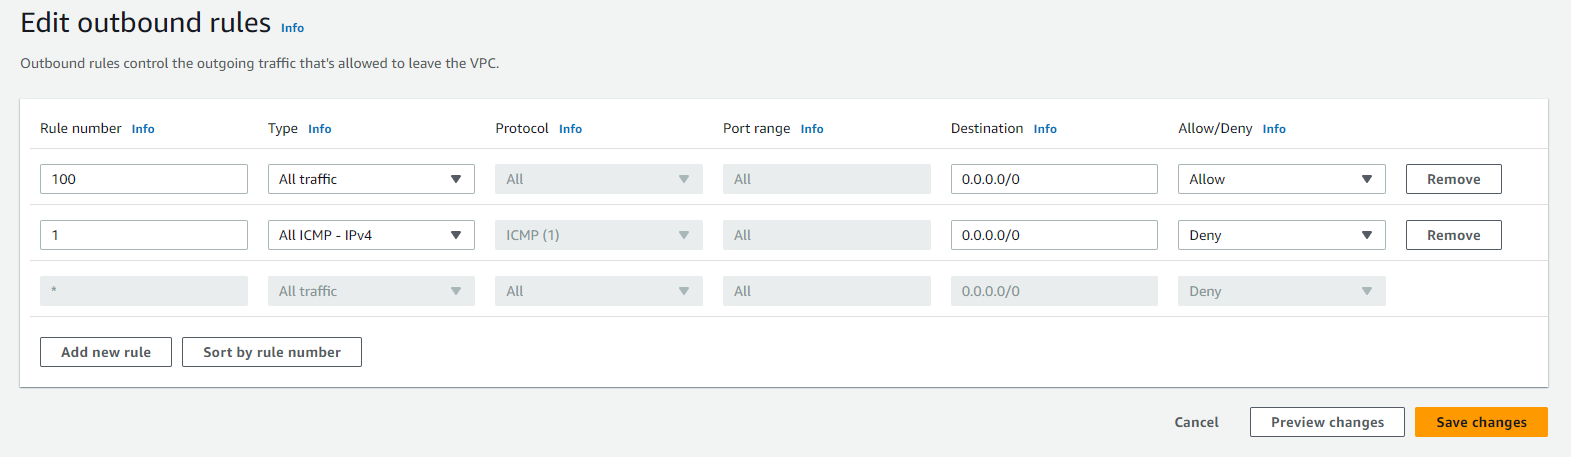 Edit outbound rules Info
Outbound rules control the outgoing traffic that's allowed to leave the VPC.
Rule number Info Type Info Protocol Info Port range Info Destination Info Allow/Deny Info
100 All traffic All All 0.0.0.0/0 Allow Remove
1 All ICMP - IPv4 ICMP (1) All 0.0.0.0/0 Deny Remove
* All traffic All All 0.0.0.0/0 Deny
Add new rule Sort by rule number
Cancel Preview changes Save changes